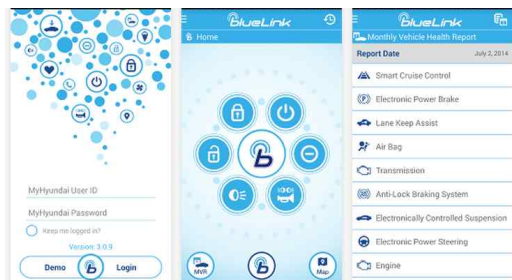 MyHyundai User ID
MyHyundai Password
Keep me logged in?
Version: 3.0.9
Demo
Login
blueLink
Home
MVR
Map
blueLink
Monthly Vehicle Health Report
Report Date July 2, 2014
Smart Cruise Control
Electronic Power Brake
Lane Keep Assist
Air Bag
Transmission
Anti-Lock Braking System
Electronically Controlled Suspension
Electronic Power Steering
Engine